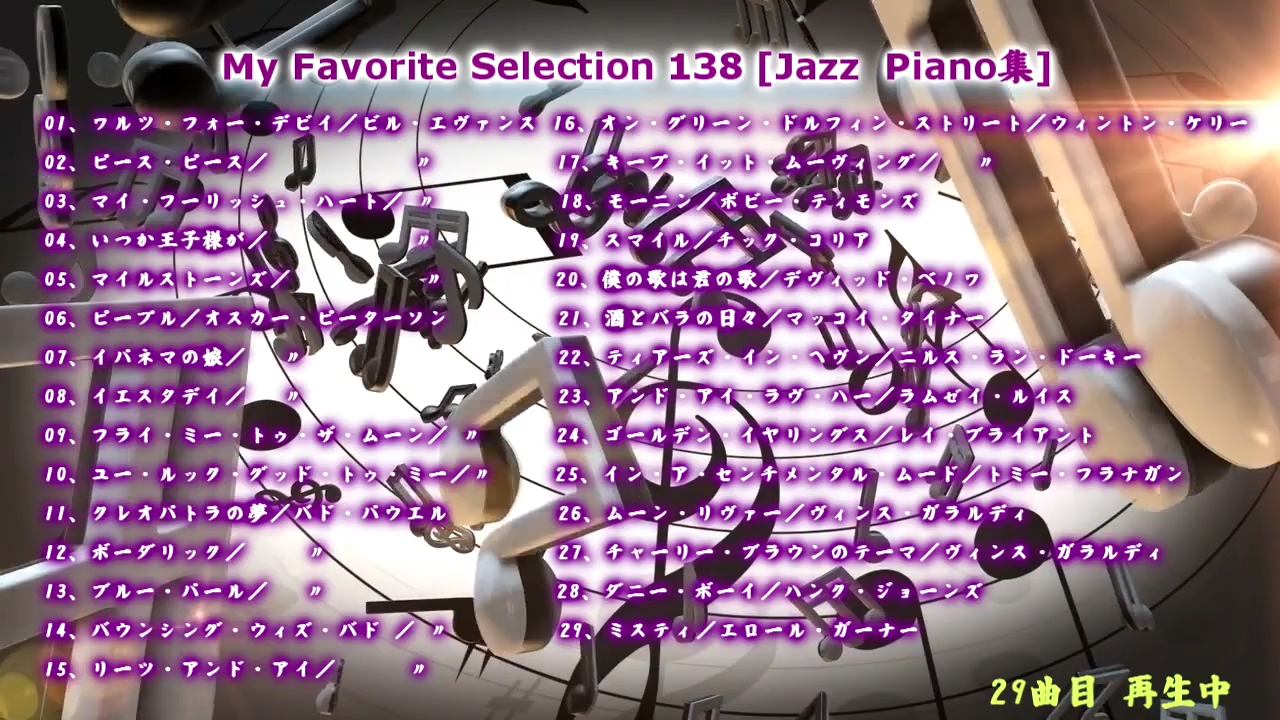 My Favorite Selection 138 [Jazz Piano集]
01、ワルツ・フォー・デビイ／ビル・エヴァンス
02、ピース・ピース／ 〃
03、マイ・フーリッシュ・ハート／ 〃
04、いつか王子様が／ 〃
05、マイルストーンズ／ 〃
06、ピープル／オスカー・ピーターソン
07、イパネマの娘／ 〃
08、イエスタデイ／ 〃
09、フライ・ミー・トゥ・ザ・ムーン／ 〃
10、ユー・ルック・グッド・トゥ・ミー／〃
11、クレオパトラの夢／バド・パウエル
12、ボーダリック／ 〃
13、ブルー・パール／ 〃
14、バウンシング・ウィズ・バド ／ 〃
15、リーツ・アンド・アイ／ 〃
16、オン・グリーン・ドルフィン・ストリート／ウィントン・ケリー
17、キープ・イット・ムーヴィング／ 〃
18、モーニン／ボビー・ティモンズ
19、スマイル／チック・コリア
20、僕の歌は君の歌／デヴィッド・ベノワ
21、酒とバラの日々／マッコイ・タイナー
22、ティアーズ・イン・ヘヴン／ニルス・ラン・ドーキー
23、アンド・アイ・ラヴ・ハー／ラムゼイ・ルイス
24、ゴールデン・イヤリングス／レイ・ブライアント
25、イン・ア・センチメンタル・ムード／トミー・フラナガン
26、ムーン・リヴァー／ヴィンス・ガラルディ
27、チャーリー・ブラウンのテーマ／ヴィンス・ガラルディ
28、ダニー・ボーイ／ハンク・ジョーンズ
29、ミスティ／エロール・ガーナー
29曲目 再生中